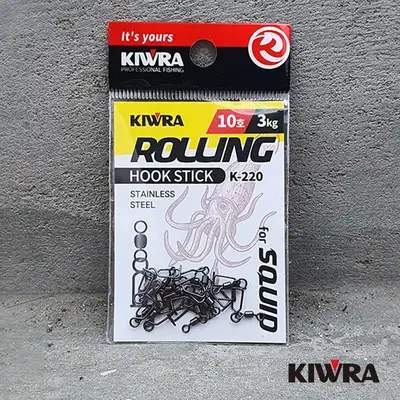 It's yours
KIWRA
PROFESSIONAL FISHING
KIWRA
10호
3kg
ROLLING
HOOK STICK K-220
STAINLESS
STEEL
for SQUID
KIWRA